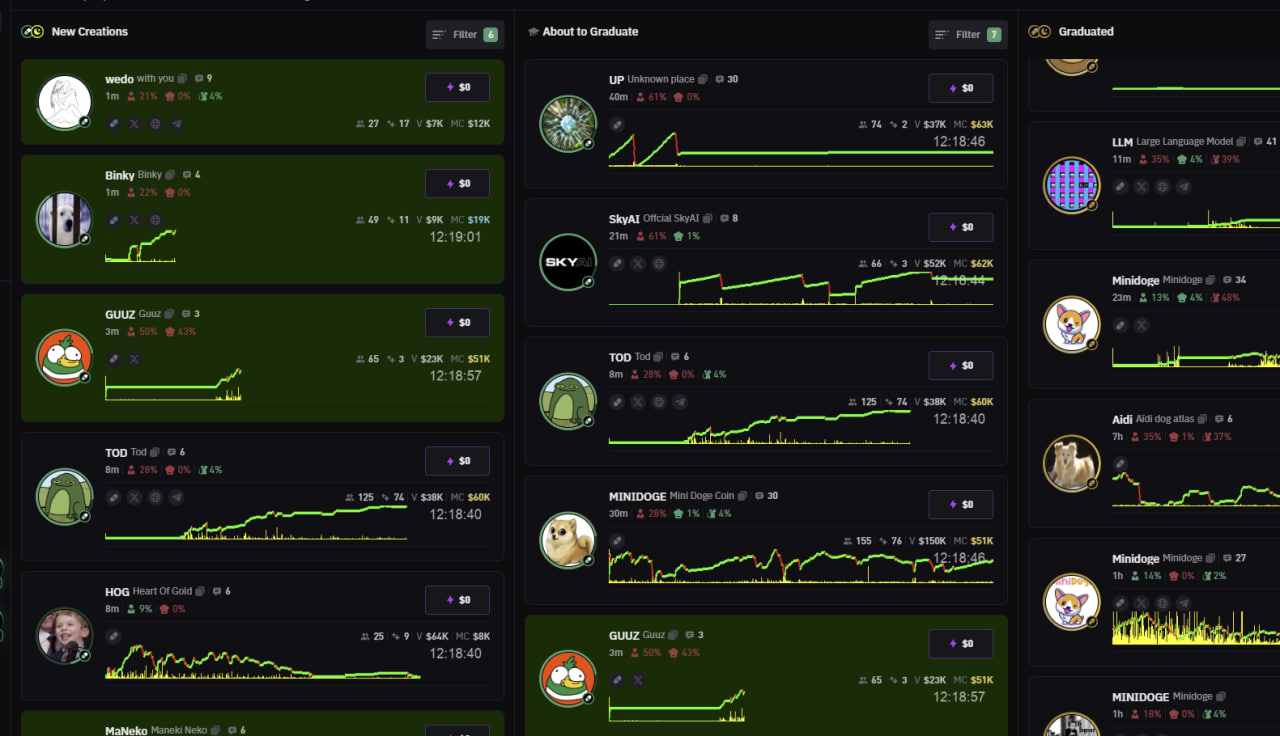 New Creations
Filter 6
wedo with you 9
$0
1m 21% 0% 4%
27 17 V $7K MC $12K
Binky Binky 4
$0
1m 22% 0%
49 11 V $9K MC $19K
12:19:01
GUUZ Guuz 3
$0
3m 50% 43%
65 3 V $23K MC $51K
12:18:57
TOD Tod 6
$0
8m 28% 0% 4%
125 74 V $38K MC $60K
12:18:40
HOG Heart Of Gold 6
$0
8m 9% 0%
25 9 V $64K MC $8K
12:18:40
MaNeko Maneki Neko 6
About to Graduate
Filter 7
UP Unknown place 30
$0
40m 61% 0%
74 2 V $37K MC $63K
12:18:46
SkyAI Offcial SkyAI 8
$0
21m 61% 1%
SKYAI
66 3 V $52K MC $62K
12:18:44
TOD Tod 6
$0
8m 28% 0% 4%
125 74 V $38K MC $60K
12:18:40
MINIDOGE Mini Doge Coin 30
$0
30m 28% 1% 4%
155 76 V $150K MC $51K
12:18:46
GUUZ Guuz 3
$0
3m 50% 43%
65 3 V $23K MC $51K
12:18:57
Graduated
LLM Large Language Model 41
11m 35% 4% 39%
Minidoge Minidoge 34
23m 13% 4% 48%
Aidi Aïdi dog atlas 6
7h 35% 1% 37%
Minidoge Minidoge 27
1h 14% 0% 2%
MINIDOGE Minidoge
1h 18% 0% 4%